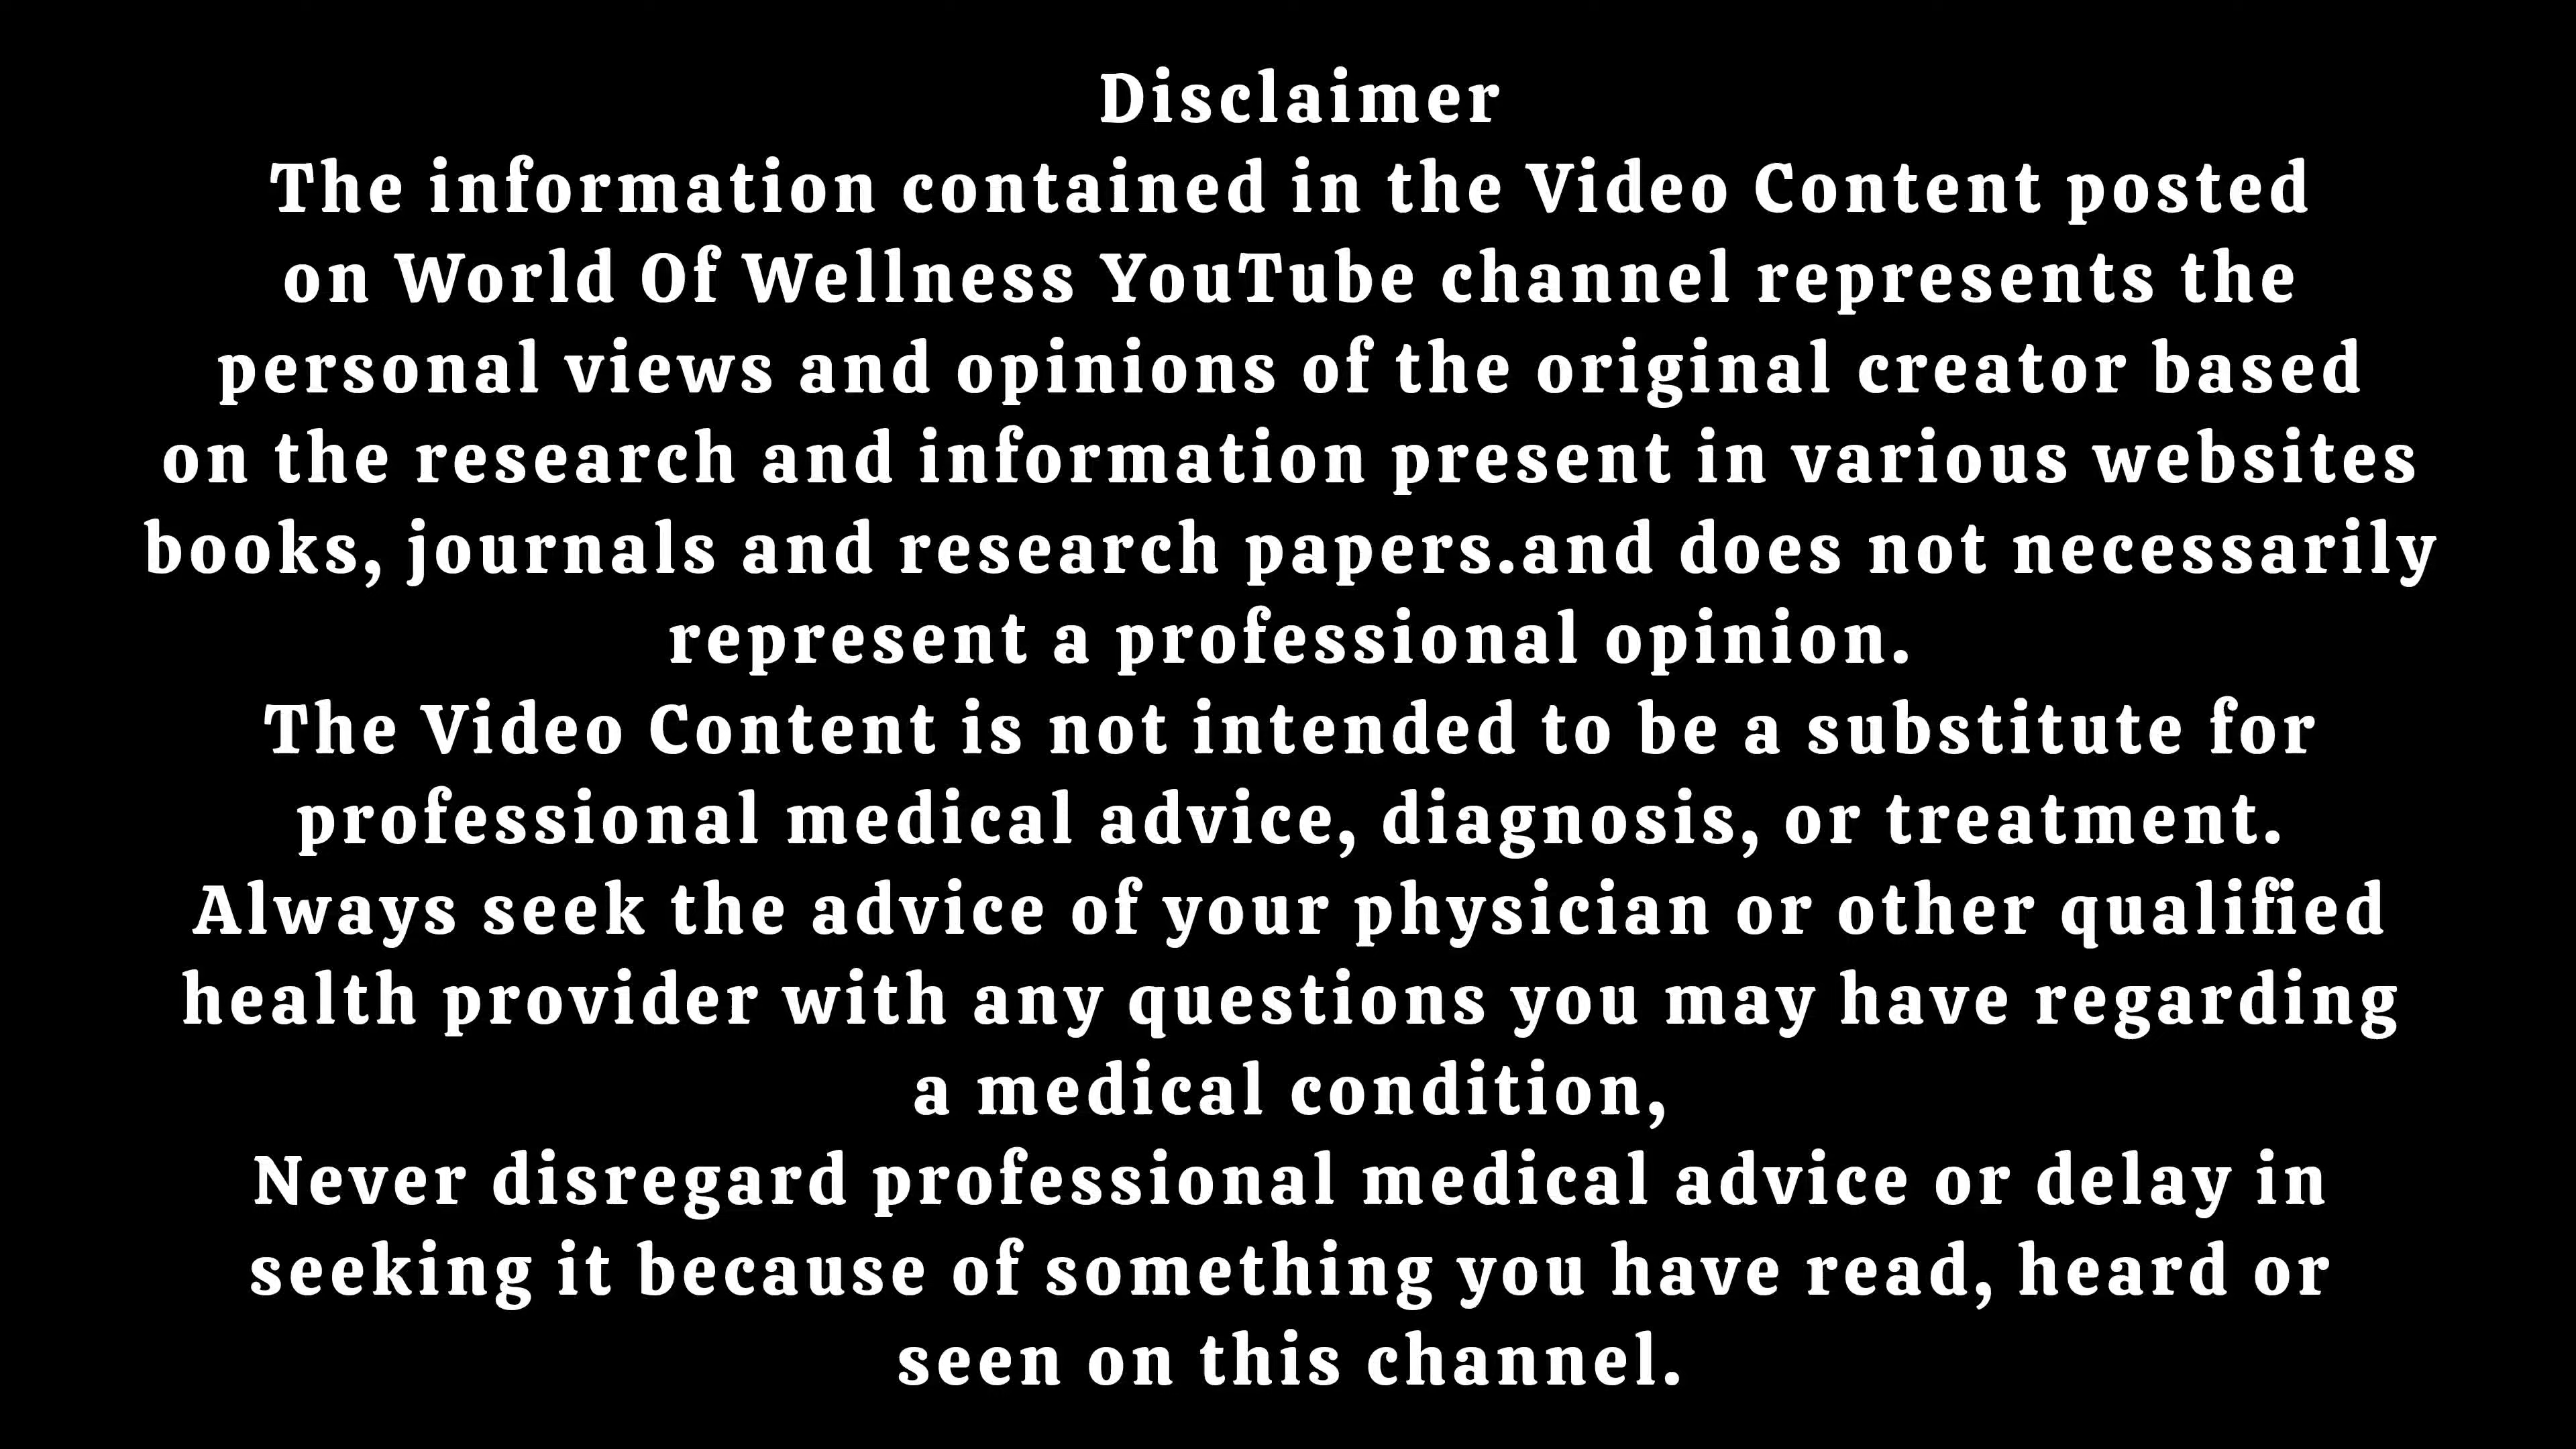 Disclaimer
The information contained in the Video Content posted
on World Of Wellness YouTube channel represents the
personal views and opinions of the original creator based
on the research and information present in various websites
books, journals and research papers.and does not necessarily
represent a professional opinion.
The Video Content is not intended to be a substitute for
professional medical advice, diagnosis, or treatment.
Always seek the advice of your physician or other qualified
health provider with any questions you may have regarding
a medical condition,
Never disregard professional medical advice or delay in
seeking it because of something you have read, heard or
seen on this channel.